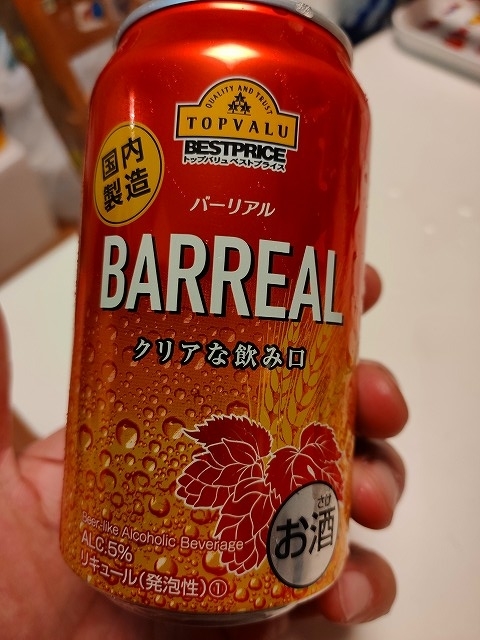 QUALITY AND TRUST
TOPVALU
BESTPRICE
トップバリュ ベストプライス
国内
製造
バーリアル
BARREAL
クリアな飲み口
さけ
お酒
Beer-like Alcoholic Beverage
ALC.5%
リキュール(発泡性)①